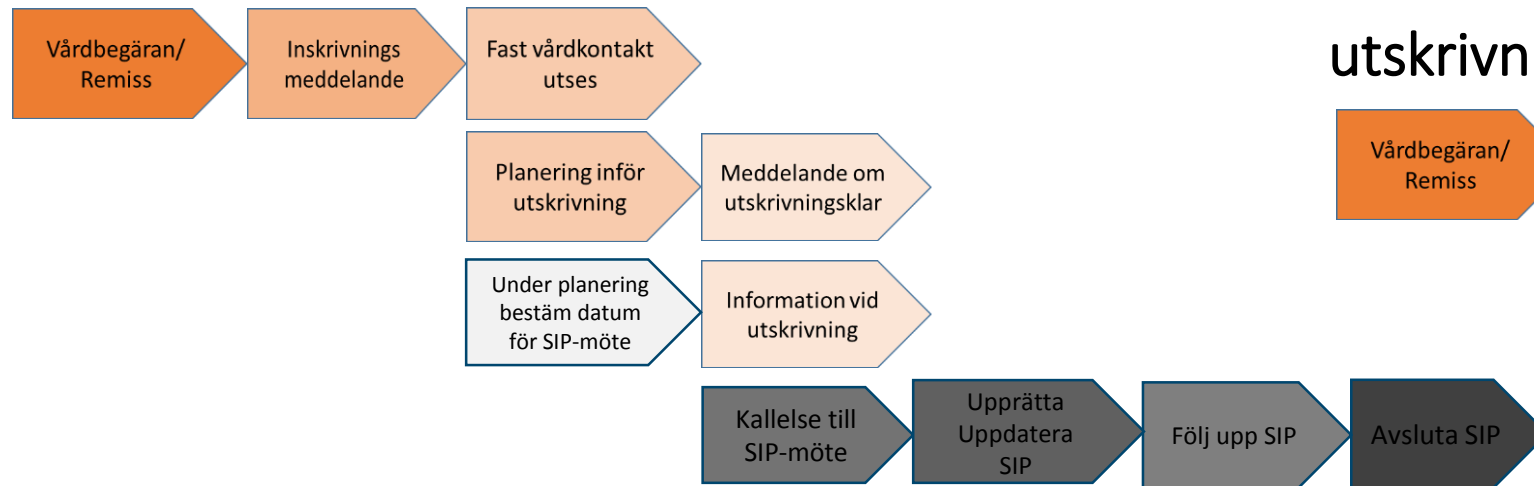 Vårdbegäran/
Remiss
Inskrivnings
meddelande
Fast vårdkontakt
utses
utskrivn
Vårdbegäran/
Remiss
Planering inför
utskrivning
Meddelande om
utskrivningsklar
Under planering
bestäm datum
för SIP-möte
Information vid
utskrivning
Kallelse till
SIP-möte
Upprätta
Uppdatera
SIP
Följ upp SIP
Avsluta SIP